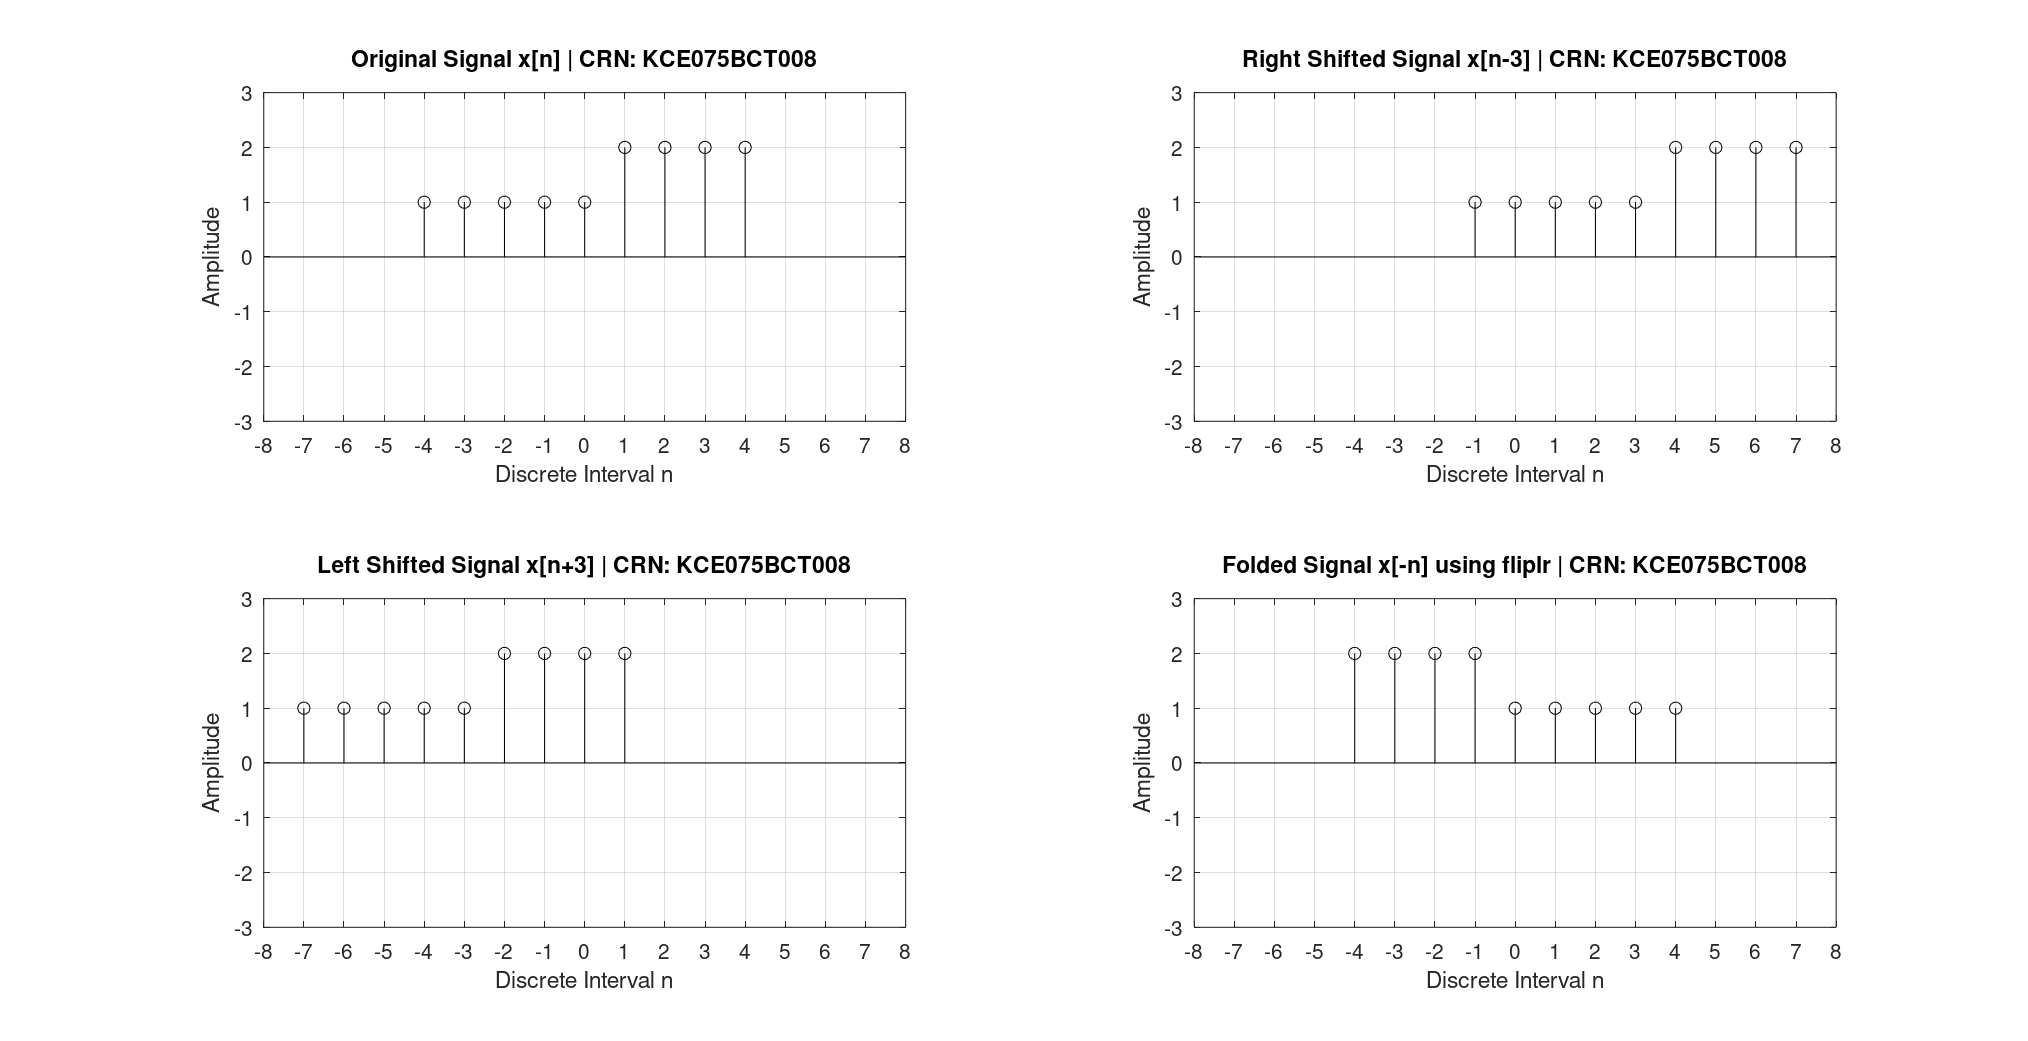 Original Signal x[n] | CRN: KCE075BCT008
3
2
1
0
-1
-2
-3
Amplitude
-8 -7 -6 -5 -4 -3 -2 -1 0 1 2 3 4 5 6 7 8
Discrete Interval n
Right Shifted Signal x[n-3] | CRN: KCE075BCT008
3
2
1
0
-1
-2
-3
Amplitude
-8 -7 -6 -5 -4 -3 -2 -1 0 1 2 3 4 5 6 7 8
Discrete Interval n
Left Shifted Signal x[n+3] | CRN: KCE075BCT008
3
2
1
0
-1
-2
-3
Amplitude
-8 -7 -6 -5 -4 -3 -2 -1 0 1 2 3 4 5 6 7 8
Discrete Interval n
Folded Signal x[-n] using fliplr | CRN: KCE075BCT008
3
2
1
0
-1
-2
-3
Amplitude
-8 -7 -6 -5 -4 -3 -2 -1 0 1 2 3 4 5 6 7 8
Discrete Interval n